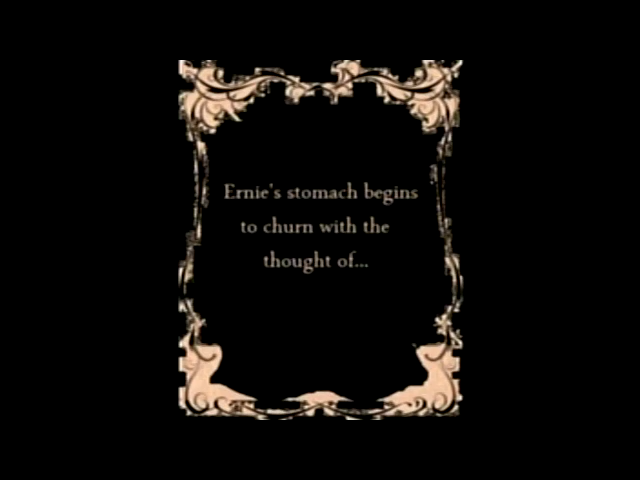 Ernie's stomach begins
to churn with the
thought of...